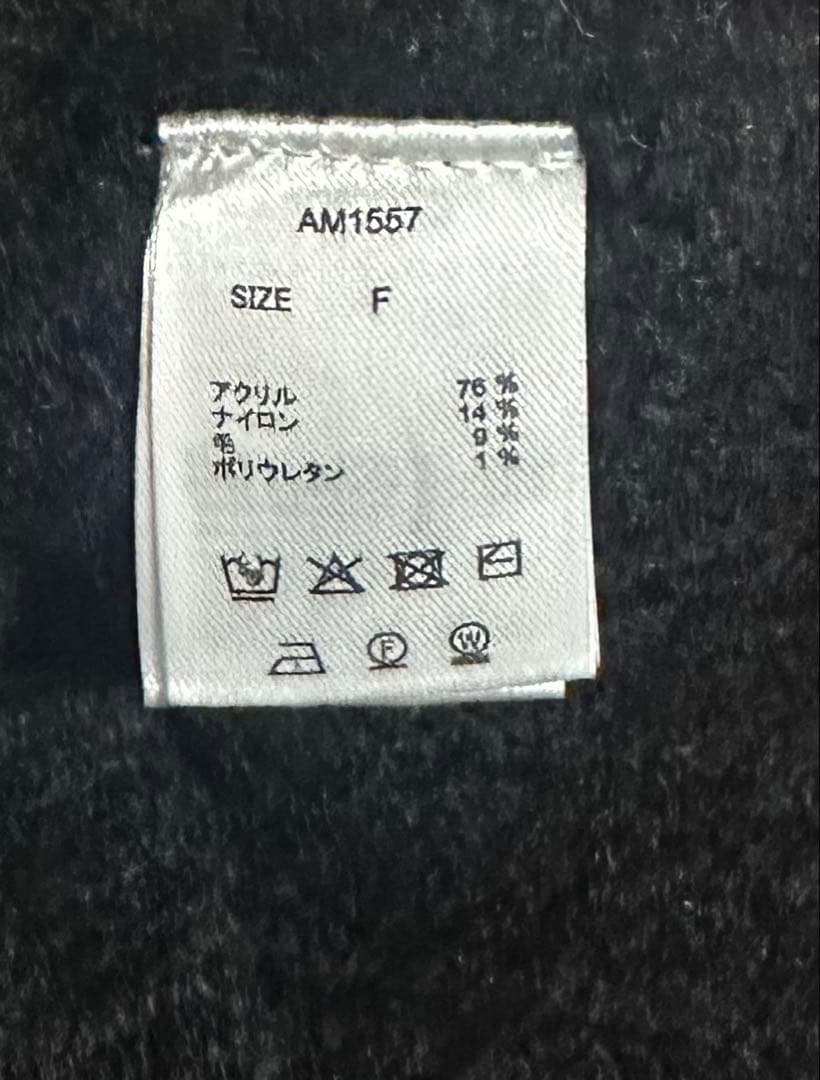 AM1557
SIZE F
アクリル 76 %
ナイロン 14 %
9 %
ポリウレタン 1 %
F
W